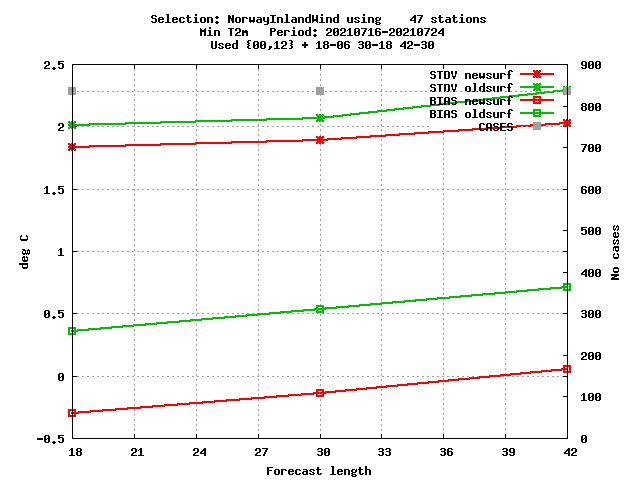 Selection: NorwayInlandWind using    47 stations
Min T2m   Period: 20210716-20210724
Used {00,12} + 18-06 30-18 42-30
2.5
2
1.5
1
0.5
0
-0.5
deg C
900
800
700
600
500
400
300
200
100
0
No cases
STDV newsurf
STDV oldsurf
BIAS newsurf
BIAS oldsurf
CASES
18 21 24 27 30 33 36 39 42
Forecast length